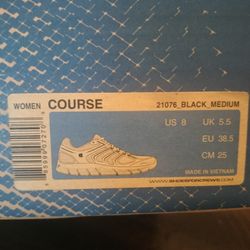 WOMEN COURSE 21076_BLACK_MEDIUM
US 8 UK 5.5
EU 38.5
CM 25
MADE IN VIETNAM
WWW.SHOESFORCREWS.COM